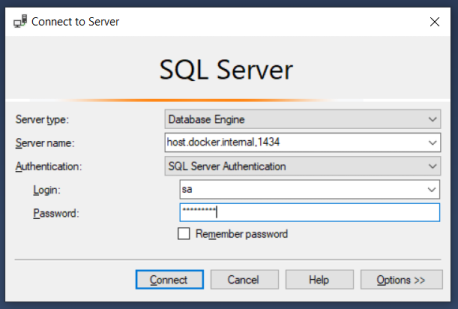 Connect to Server
SQL Server
Server type: Database Engine
Server name: host.docker.internal,1434
Authentication: SQL Server Authentication
Login: sa
Password: *********
Remember password
Connect Cancel Help Options >>